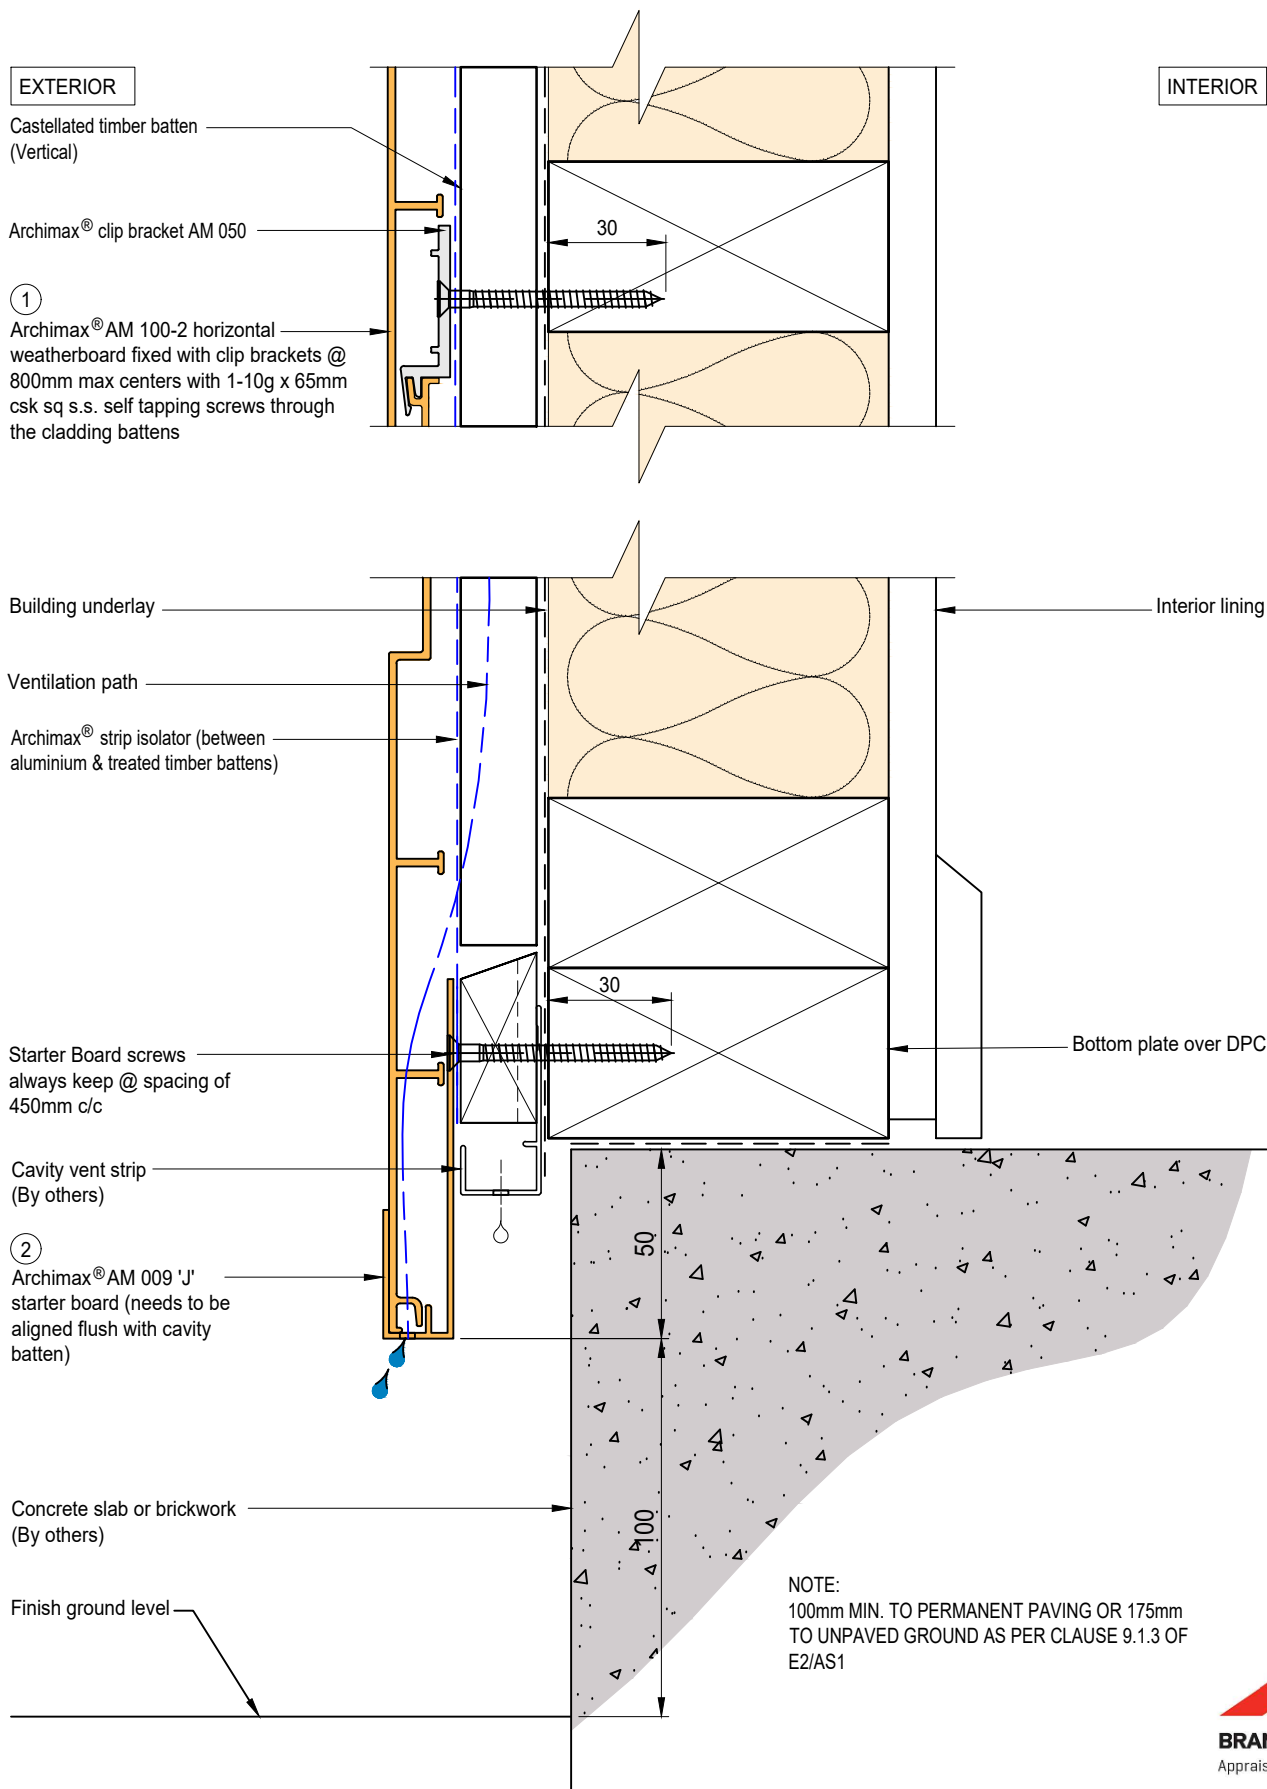 EXTERIOR
INTERIOR
Castellated timber batten
(Vertical)
Archimax® clip bracket AM 050
30
1
Archimax® AM 100-2 horizontal
weatherboard fixed with clip brackets @
800mm max centers with 1-10g x 65mm
csk sq s.s. self tapping screws through
the cladding battens
Building underlay
Interior lining
Ventilation path
Archimax® strip isolator (between
aluminium & treated timber battens)
30
Starter Board screws
always keep @ spacing of
450mm c/c
Bottom plate over DPC
Cavity vent strip
(By others)
50
2
Archimax® AM 009 'J'
starter board (needs to be
aligned flush with cavity
batten)
Concrete slab or brickwork
(By others)
100
Finish ground level
NOTE:
100mm MIN. TO PERMANENT PAVING OR 175mm
TO UNPAVED GROUND AS PER CLAUSE 9.1.3 OF
E2/AS1